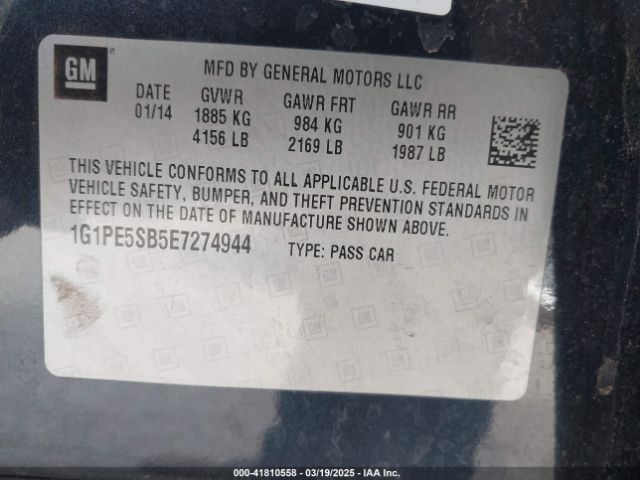 GM
MFD BY GENERAL MOTORS LLC
DATE GVWR GAWR FRT GAWR RR
01/14 1885 KG 984 KG 901 KG
4156 LB 2169 LB 1987 LB
THIS VEHICLE CONFORMS TO ALL APPLICABLE U.S. FEDERAL MOTOR
VEHICLE SAFETY, BUMPER, AND THEFT PREVENTION STANDARDS IN
EFFECT ON THE DATE OF MANUFACTURE SHOWN ABOVE.
1G1PE5SB5E7274944 TYPE: PASS CAR
000-41810558 — 03/19/2025 — IAA Inc.